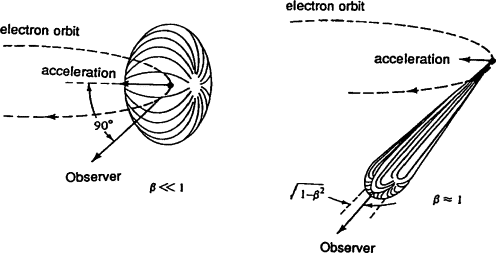 electron orbit
acceleration
90°
Observer
β ≪ 1
electron orbit
acceleration
√1−β²
β ≈ 1
Observer